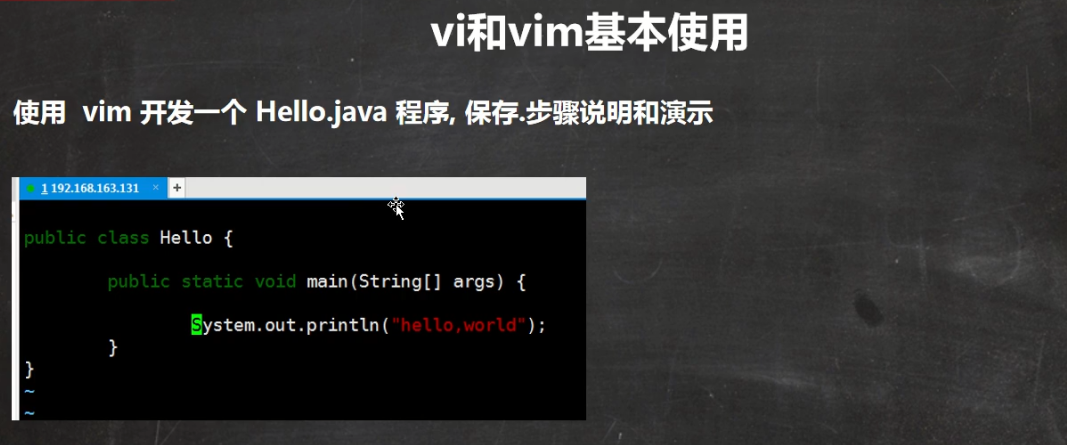 vi和vim基本使用
使用 vim 开发一个 Hello.java 程序, 保存.步骤说明和演示
1 192.168.163.131 × +
public class Hello {
public static void main(String[] args) {
System.out.println("hello,world");
}
}
~
~